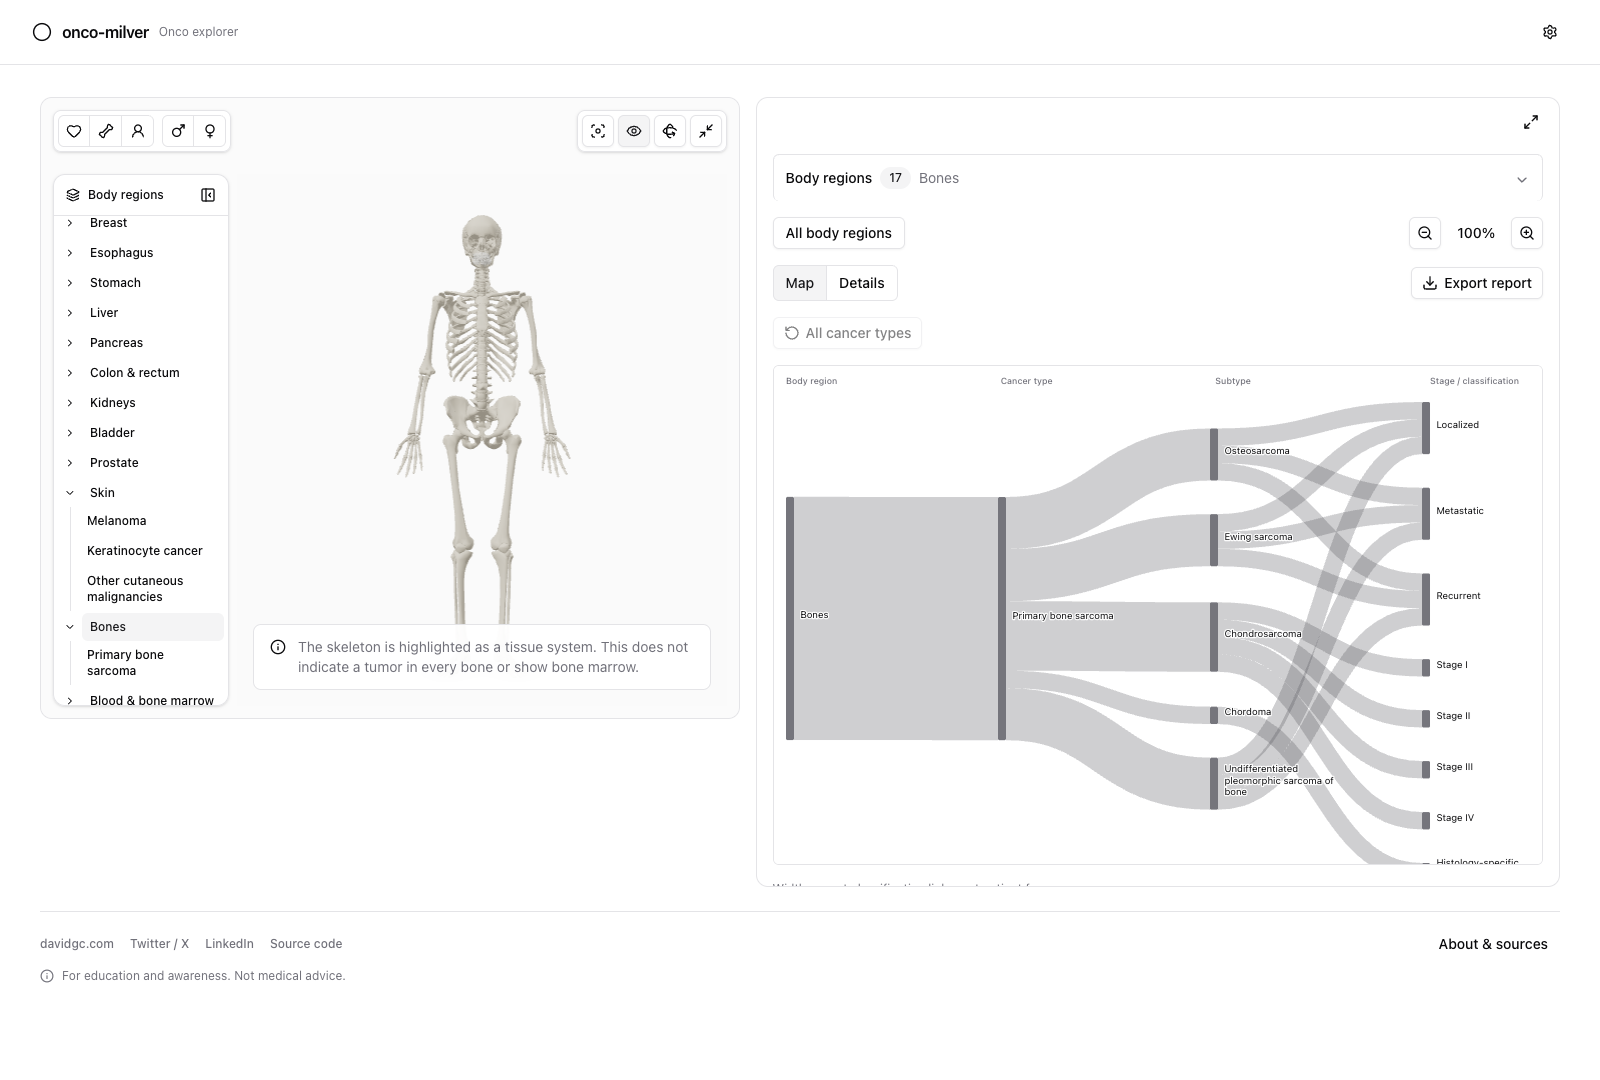 onco-milver Onco explorer
Body regions
Breast
Esophagus
Stomach
Liver
Pancreas
Colon & rectum
Kidneys
Bladder
Prostate
Skin
Melanoma
Keratinocyte cancer
Other cutaneous
malignancies
Bones
Primary bone
sarcoma
Blood & bone marrow
The skeleton is highlighted as a tissue system. This does not
indicate a tumor in every bone or show bone marrow.
Body regions 17 Bones
All body regions
100%
Map Details
Export report
All cancer types
Body region Cancer type Subtype Stage / classification
Bones
Primary bone sarcoma
Osteosarcoma
Ewing sarcoma
Chondrosarcoma
Chordoma
Undifferentiated
pleomorphic sarcoma of
bone
Localized
Metastatic
Recurrent
Stage I
Stage II
Stage III
Stage IV
Histology-specific
davidgc.com Twitter / X LinkedIn Source code
About & sources
For education and awareness. Not medical advice.